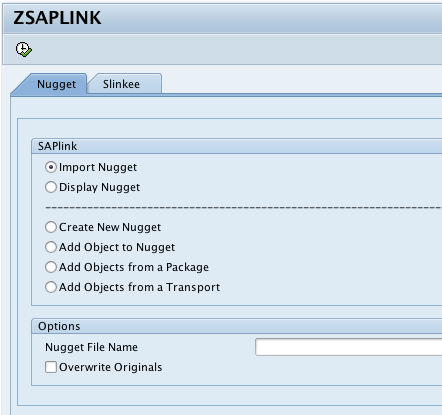 ZSAPLINK
Nugget Slinkee
SAPlink
Import Nugget
Display Nugget
Create New Nugget
Add Object to Nugget
Add Objects from a Package
Add Objects from a Transport
Options
Nugget File Name
Overwrite Originals